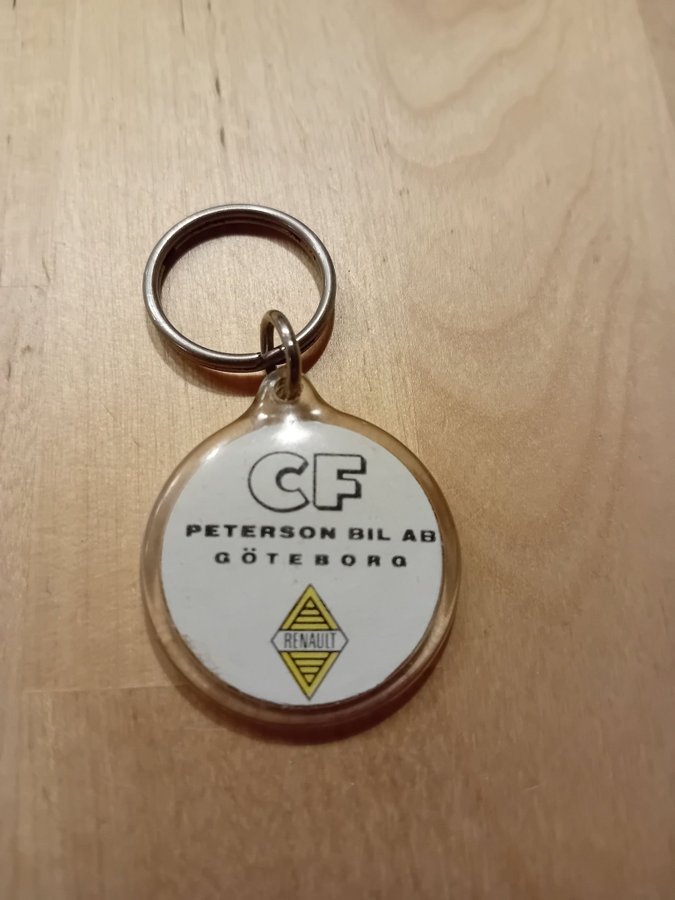 CF
PETERSON BIL AB
GÖTEBORG
RENAULT